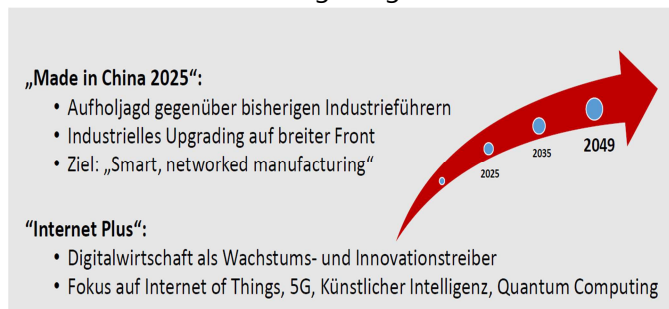 „Made in China 2025“:
• Aufholjagd gegenüber bisherigen Industrieführern
• Industrielles Upgrading auf breiter Front
• Ziel: „Smart, networked manufacturing“
2025
2035
2049
“Internet Plus“:
• Digitalwirtschaft als Wachstums- und Innovationstreiber
• Fokus auf Internet of Things, 5G, Künstlicher Intelligenz, Quantum Computing